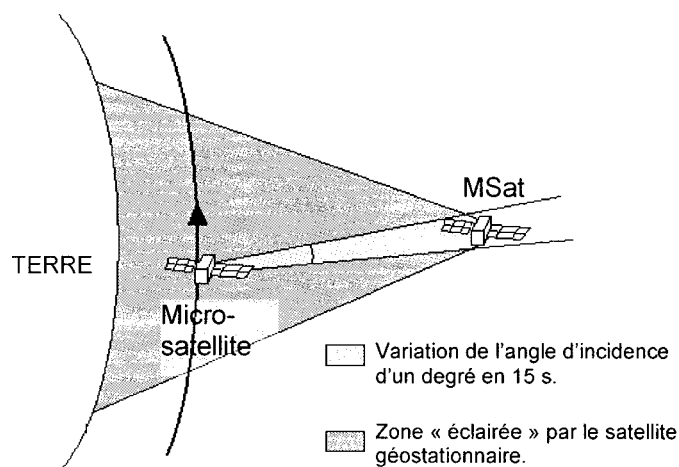 MSat
TERRE
Micro-
satellite
Variation de l'angle d'incidence
d'un degré en 15 s.
Zone « éclairée » par le satellite
géostationnaire.